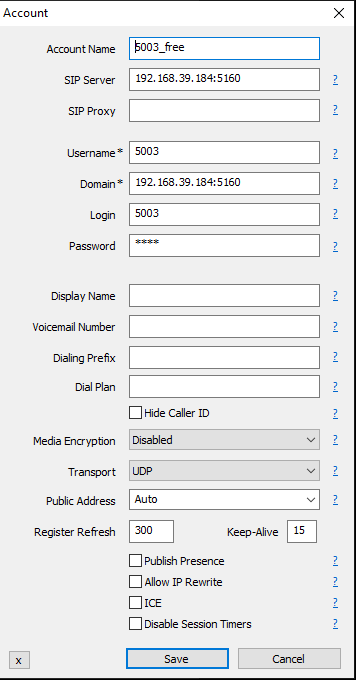 Account
Account Name 5003_free
SIP Server 192.168.39.184:5160 ?
SIP Proxy ?
Username* 5003 ?
Domain* 192.168.39.184:5160 ?
Login 5003 ?
Password **** ?
Display Name ?
Voicemail Number ?
Dialing Prefix ?
Dial Plan ?
Hide Caller ID ?
Media Encryption Disabled ?
Transport UDP ?
Public Address Auto ?
Register Refresh 300 Keep-Alive 15 ?
Publish Presence ?
Allow IP Rewrite ?
ICE ?
Disable Session Timers ?
x Save Cancel